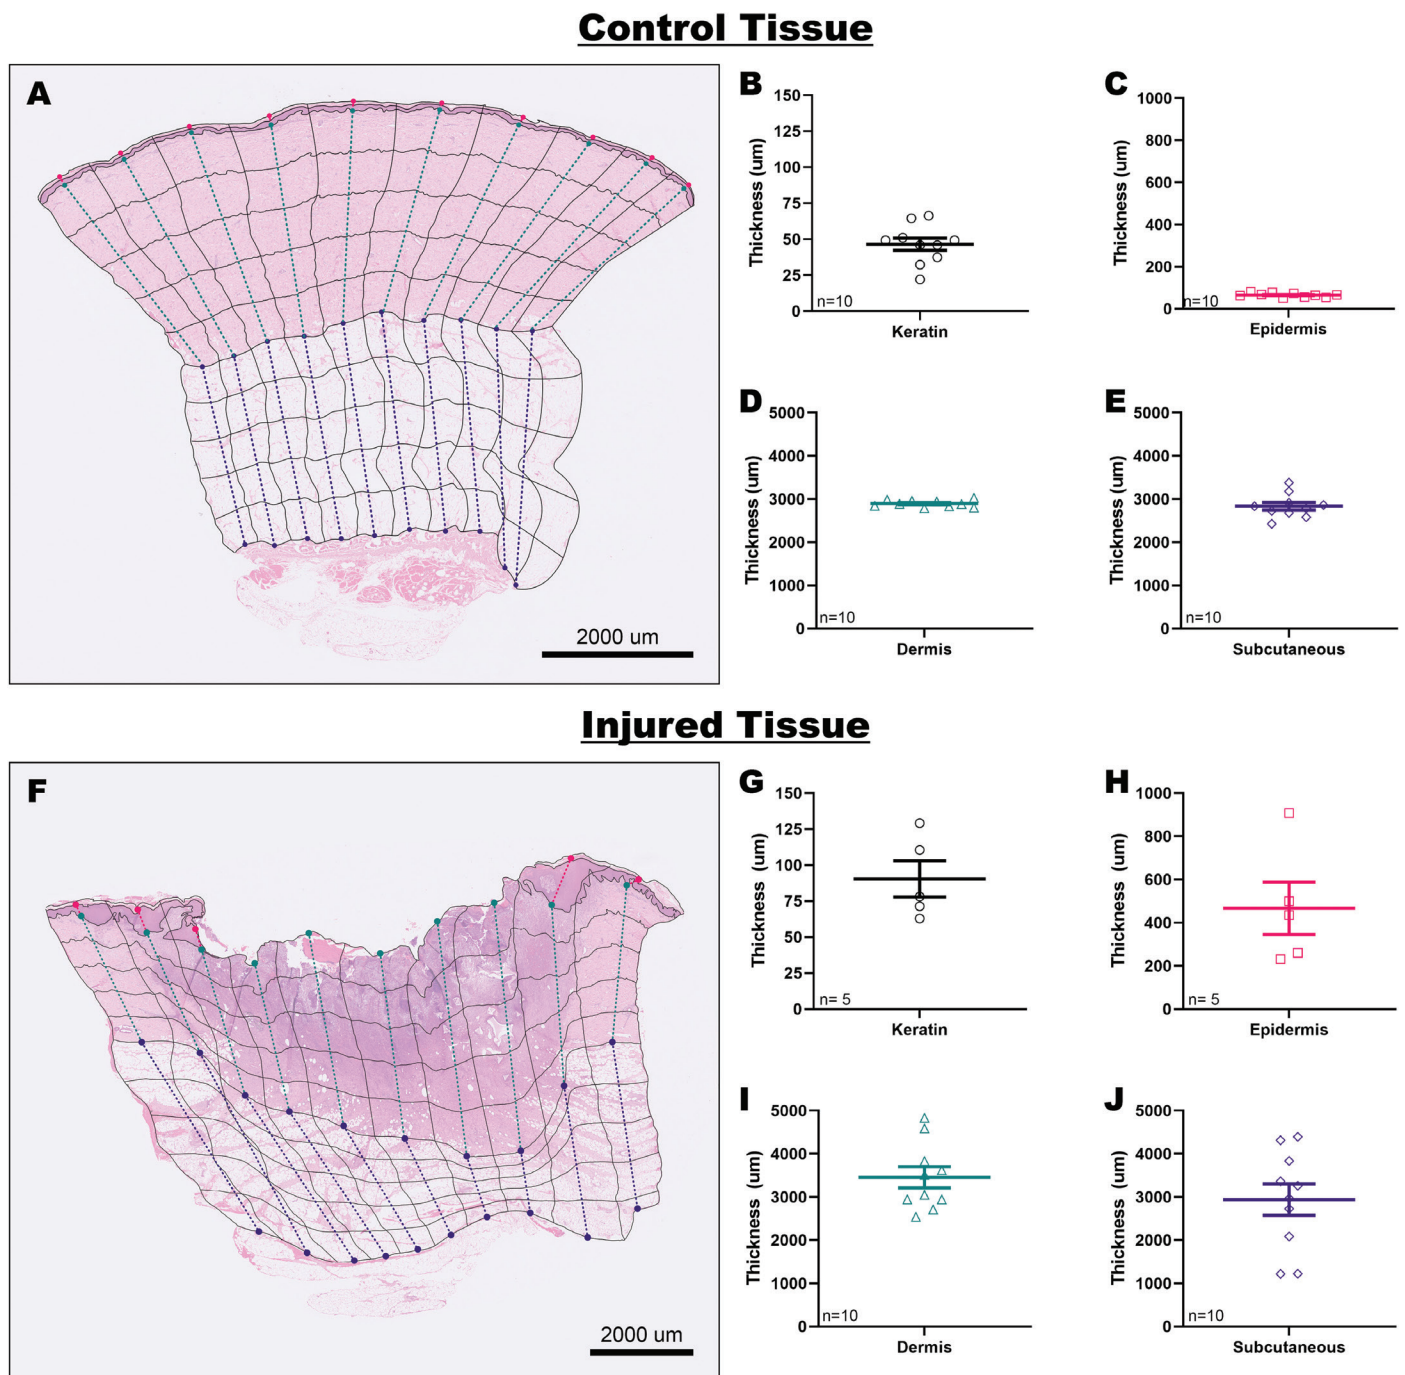 Control Tissue
A
2000 um
B
150
125
100
75
50
25
0
Thickness (um)
n=10
Keratin
C
1000
800
600
400
200
0
Thickness (um)
n=10
Epidermis
D
5000
4000
3000
2000
1000
0
Thickness (um)
n=10
Dermis
E
5000
4000
3000
2000
1000
0
Thickness (um)
n=10
Subcutaneous
Injured Tissue
F
2000 um
G
150
125
100
75
50
25
0
Thickness (um)
n= 5
Keratin
H
1000
800
600
400
200
0
Thickness (um)
n= 5
Epidermis
I
5000
4000
3000
2000
1000
0
Thickness (um)
n=10
Dermis
J
5000
4000
3000
2000
1000
0
Thickness (um)
n=10
Subcutaneous